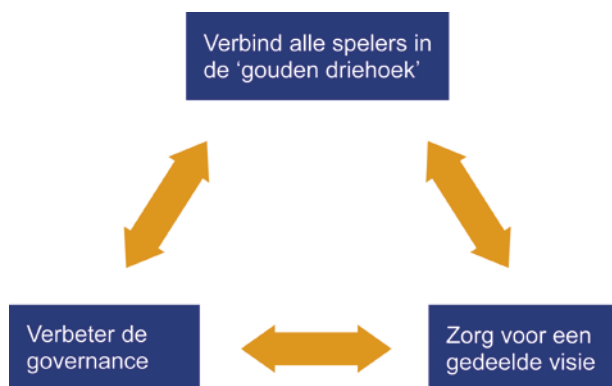 Verbind alle spelers in
de ‘gouden driehoek’
Verbeter de
governance
Zorg voor een
gedeelde visie